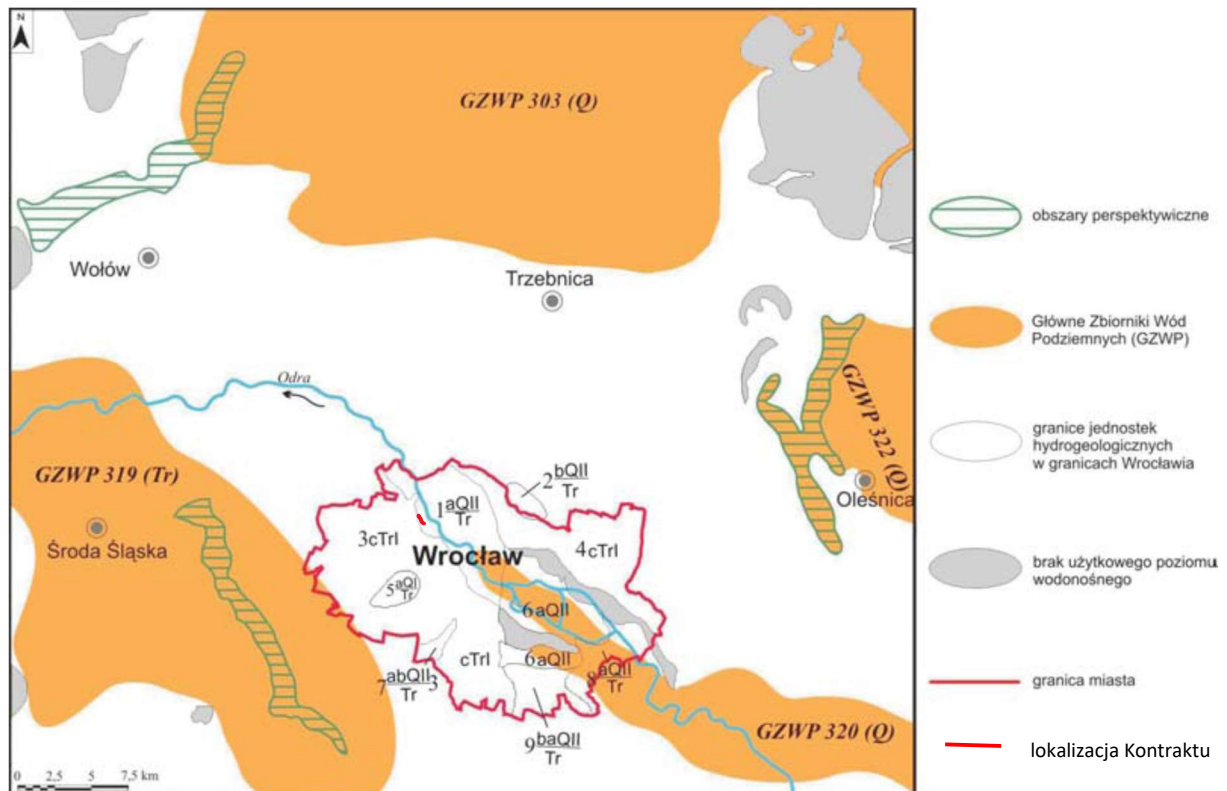 N
GZWP 303 (Q)
Wołów
Trzebnica
Odra
GZWP 319 (Tr)
Środa Śląska
GZWP 322 (Q)
Oleśnica
2 bQII
Tr
1 aQII
Tr
3cTrI
4cTrI
Wrocław
5 aQI
Tr
6aQII
cTrI
6aQII
8 aQII
Tr
7 abQII
Tr
3
9 baQII
Tr
GZWP 320 (Q)
0 2,5 5 7,5 km
obszary perspektywiczne
Główne Zbiorniki Wód
Podziemnych (GZWP)
granice jednostek
hydrogeologicznych
w granicach Wrocławia
brak użytkowego poziomu
wodonośnego
granica miasta
lokalizacja Kontraktu